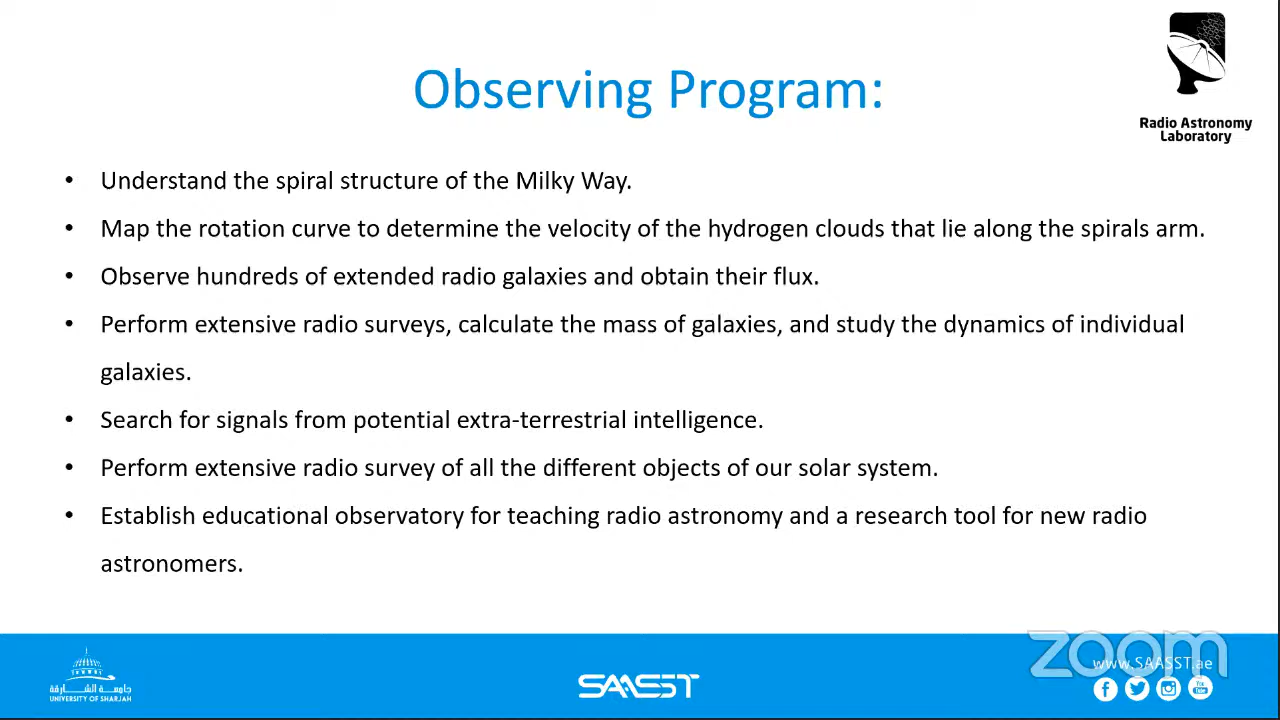 Observing Program:
Radio Astronomy
Laboratory
• Understand the spiral structure of the Milky Way.
• Map the rotation curve to determine the velocity of the hydrogen clouds that lie along the spirals arm.
• Observe hundreds of extended radio galaxies and obtain their flux.
• Perform extensive radio surveys, calculate the mass of galaxies, and study the dynamics of individual
galaxies.
• Search for signals from potential extra-terrestrial intelligence.
• Perform extensive radio survey of all the different objects of our solar system.
• Establish educational observatory for teaching radio astronomy and a research tool for new radio
astronomers.
جامعة الشارقة
UNIVERSITY OF SHARJAH
SAASST
zoom
www.SAASST.ae
You
Tube